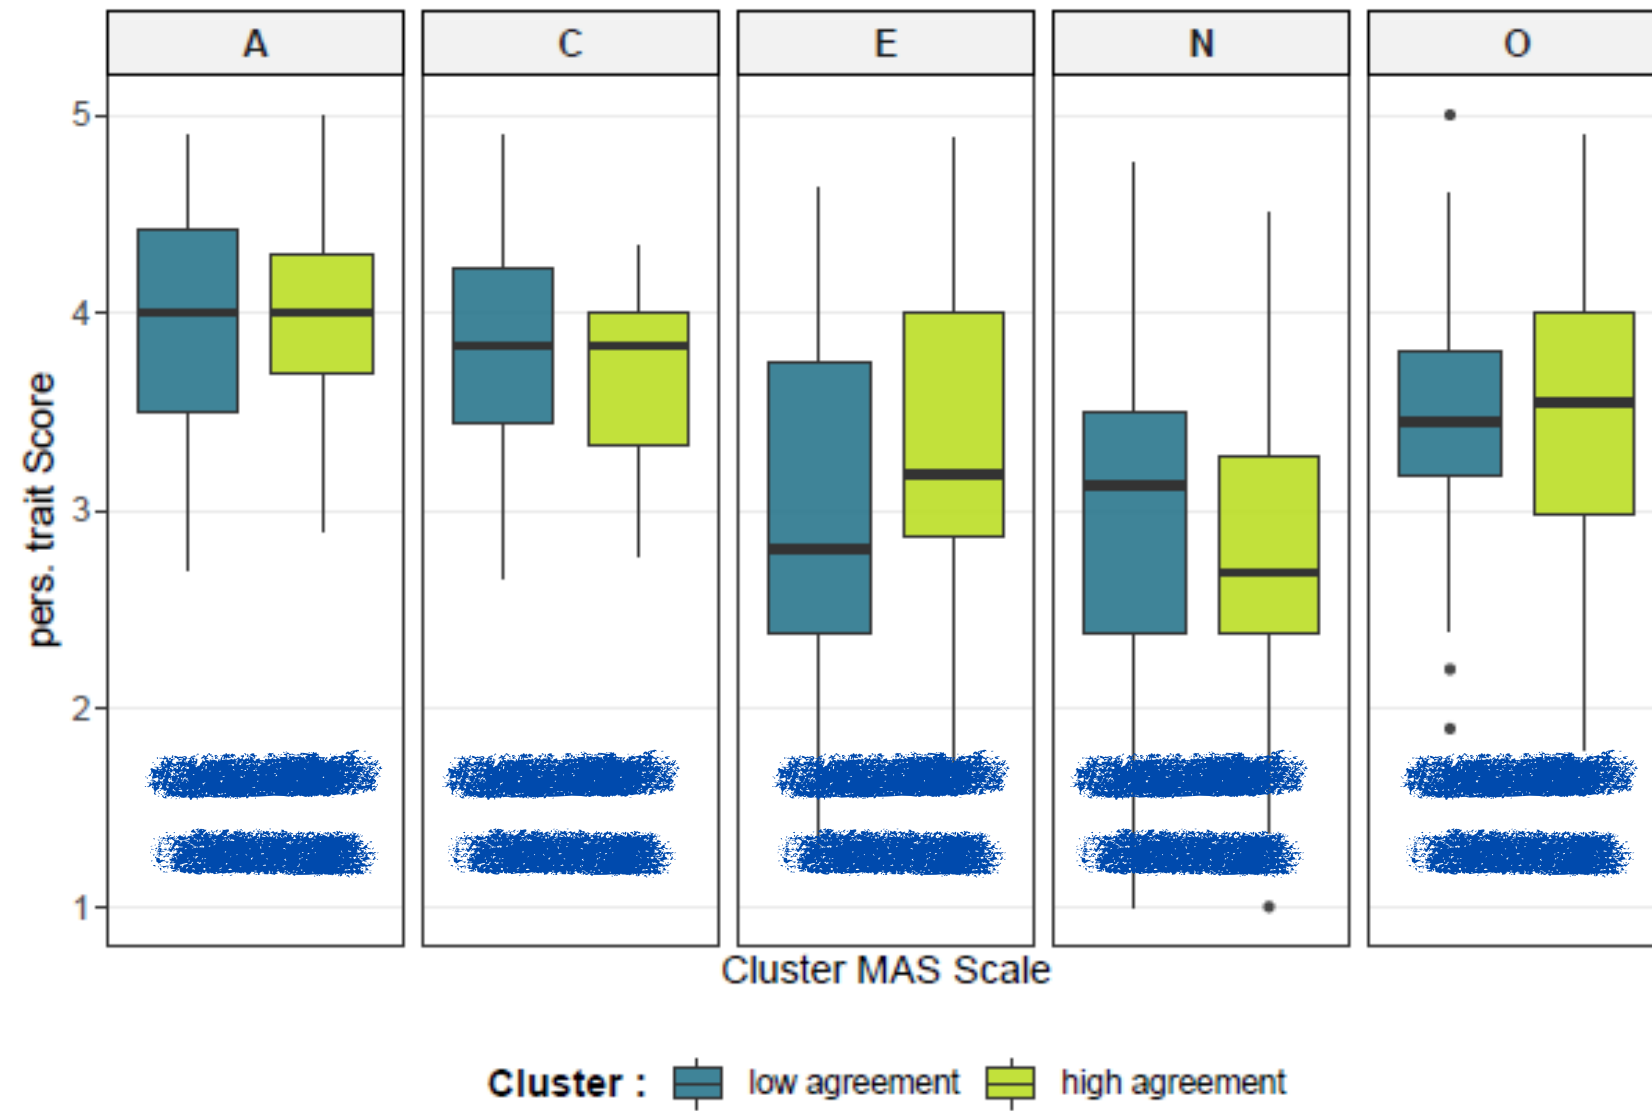 A C E N O
5
4
3
2
1
pers. trait Score
Cluster MAS Scale
Cluster : low agreement high agreement